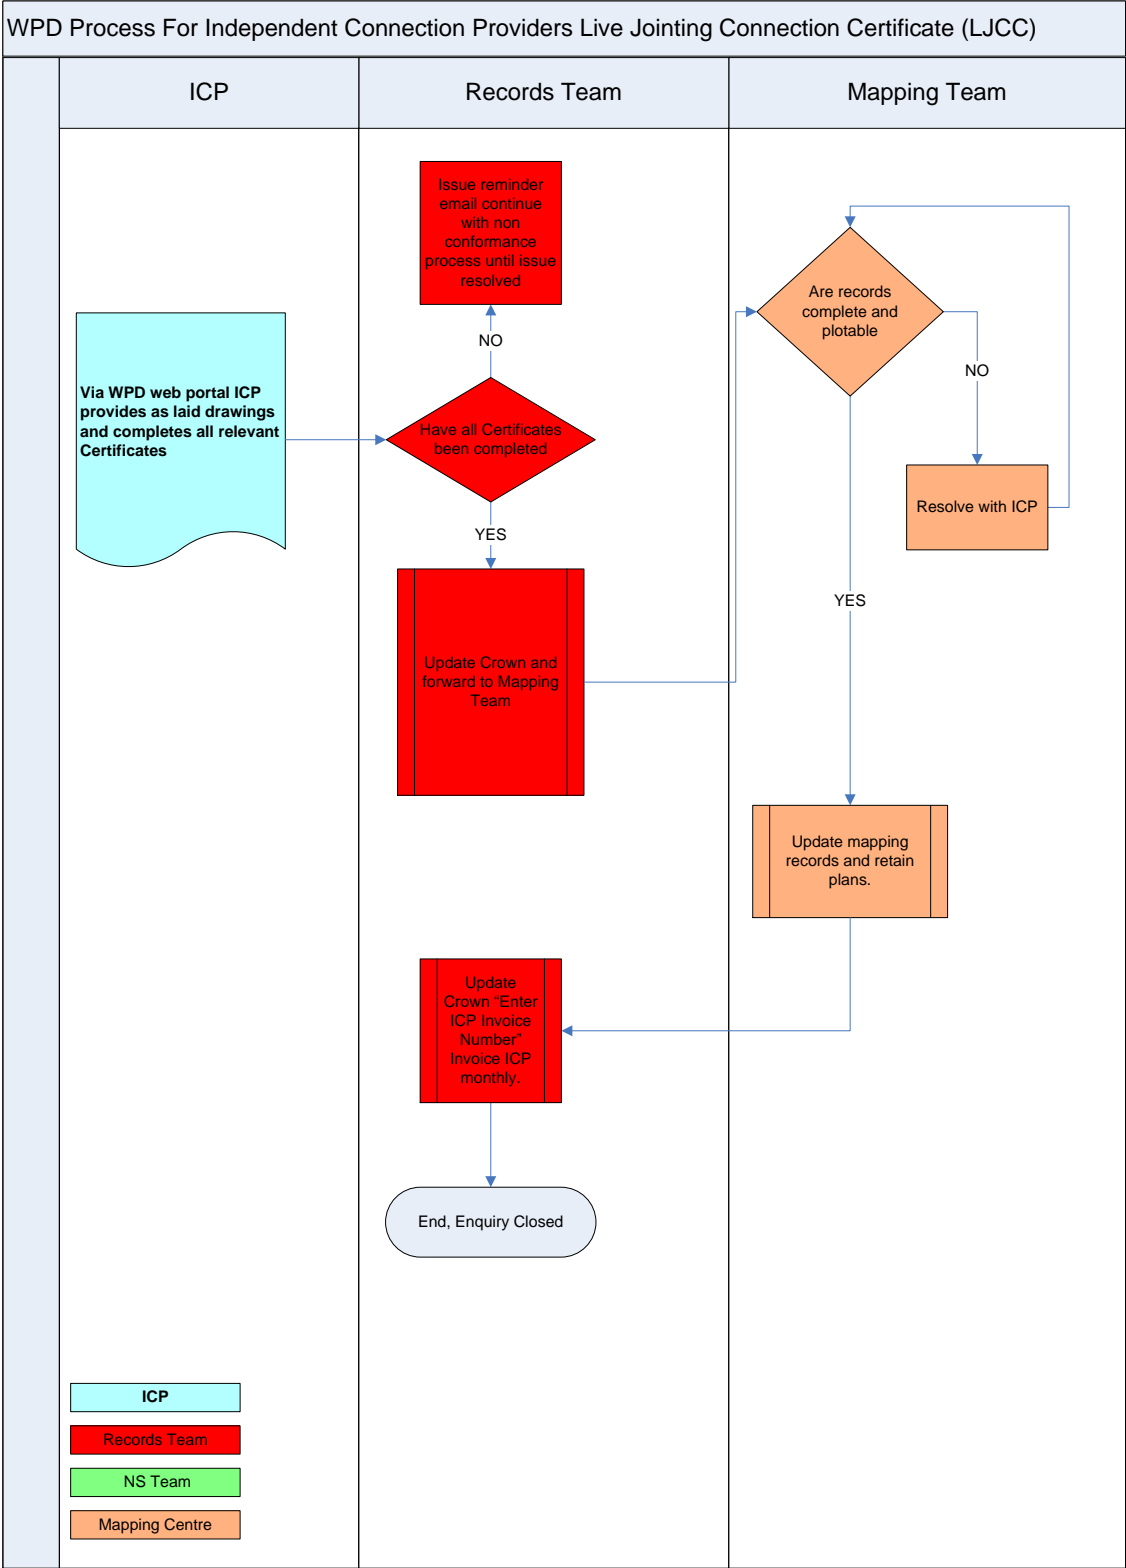 WPD Process For Independent Connection Providers Live Jointing Connection Certificate (LJCC)
ICP
Records Team
Mapping Team
Issue reminder
email continue
with non
conformance
process until issue
resolved
NO
Via WPD web portal ICP
provides as laid drawings
and completes all relevant
Certificates
Have all Certificates
been completed
YES
Update Crown and
forward to Mapping
Team
Are records
complete and
plotable
NO
Resolve with ICP
YES
Update mapping
records and retain
plans.
Update
Crown “Enter
ICP Invoice
Number”
Invoice ICP
monthly.
End, Enquiry Closed
ICP
Records Team
NS Team
Mapping Centre